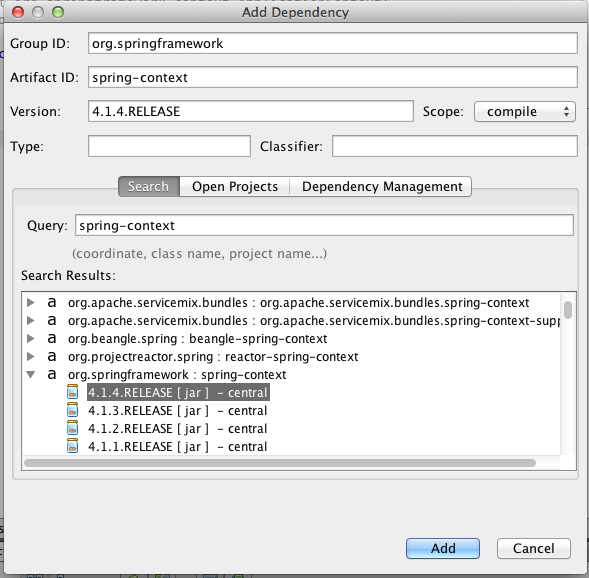 Add Dependency
Group ID: org.springframework
Artifact ID: spring-context
Version: 4.1.4.RELEASE Scope: compile
Type: Classifier:
Search Open Projects Dependency Management
Query: spring-context
(coordinate, class name, project name...)
Search Results:
a org.apache.servicemix.bundles : org.apache.servicemix.bundles.spring-context
a org.apache.servicemix.bundles : org.apache.servicemix.bundles.spring-context-supp
a org.beangle.spring : beangle-spring-context
a org.projectreactor.spring : reactor-spring-context
a org.springframework : spring-context
4.1.4.RELEASE [ jar ] - central
4.1.3.RELEASE [ jar ] - central
4.1.2.RELEASE [ jar ] - central
4.1.1.RELEASE [ jar ] - central
Add Cancel